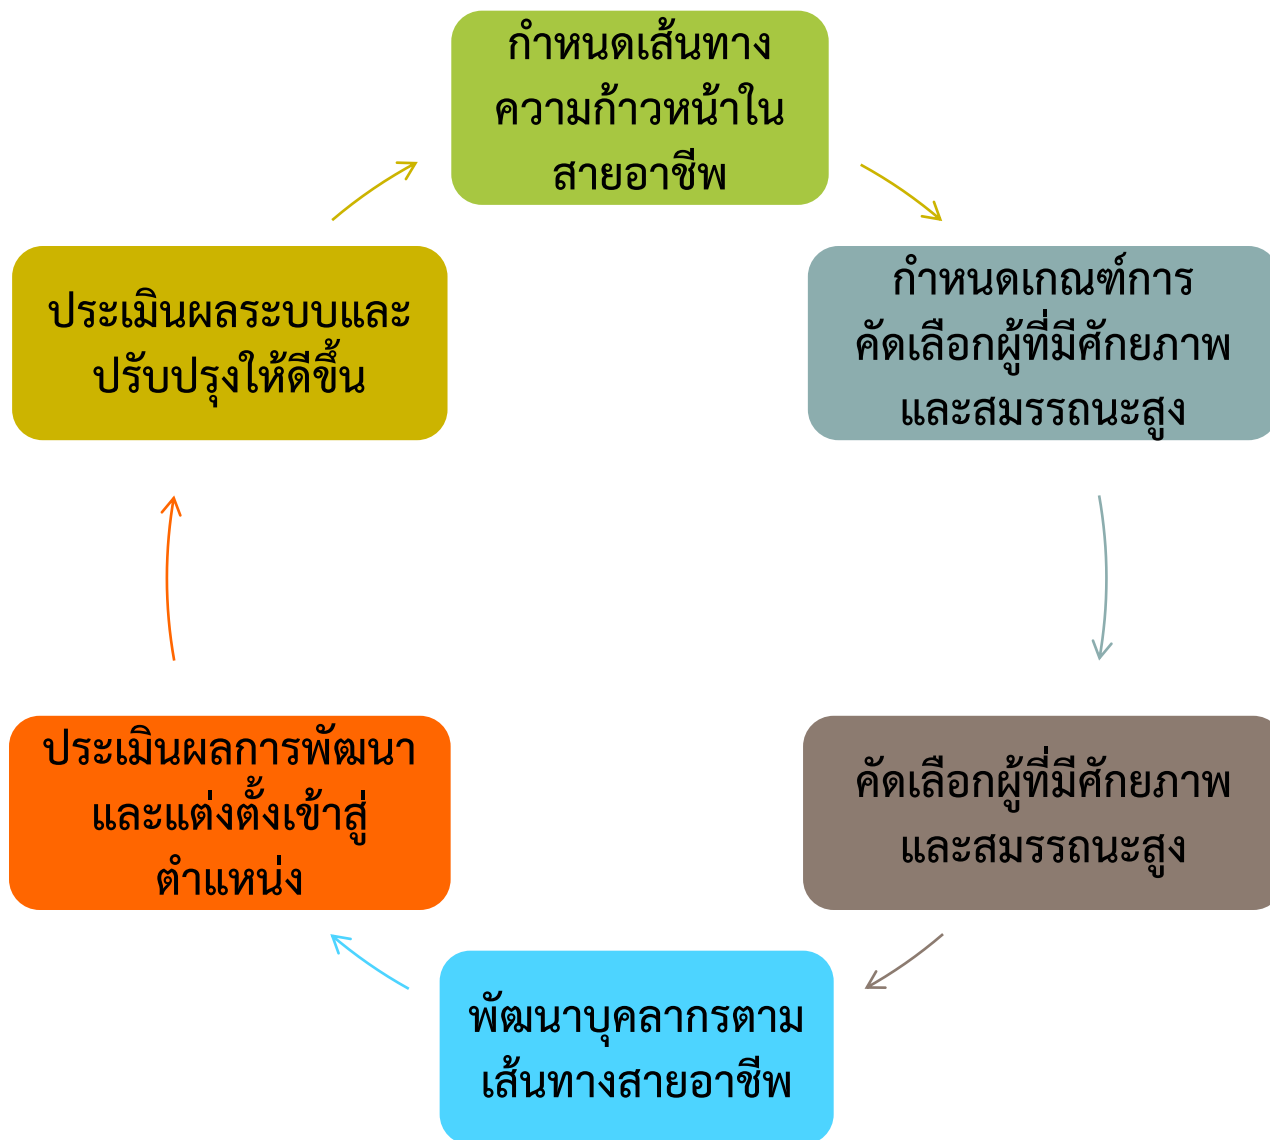 กำหนดเส้นทาง
ความก้าวหน้าใน
สายอาชีพ
กำหนดเกณฑ์การ
คัดเลือกผู้ที่มีศักยภาพ
และสมรรถนะสูง
คัดเลือกผู้ที่มีศักยภาพ
และสมรรถนะสูง
พัฒนาบุคลากรตาม
เส้นทางสายอาชีพ
ประเมินผลการพัฒนา
และแต่งตั้งเข้าสู่
ตำแหน่ง
ประเมินผลระบบและ
ปรับปรุงให้ดีขึ้น